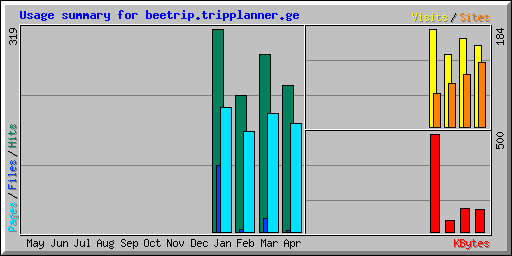 Usage summary for beetrip.tripplanner.ge
Visits/Sites
319
184
500
Pages/Files/Hits
May Jun Jul Aug Sep Oct Nov Dec Jan Feb Mar Apr
KBytes